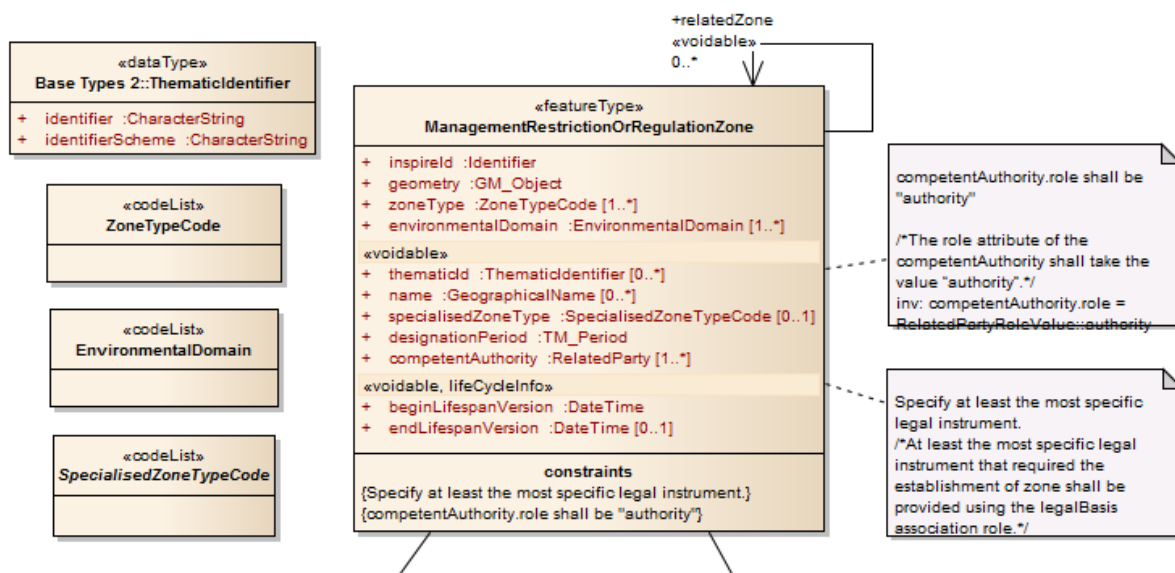 +relatedZone
«voidable»
0..*
«dataType»
Base Types 2::ThematicIdentifier
+ identifier :CharacterString
+ identifierScheme :CharacterString
«codeList»
ZoneTypeCode
«codeList»
EnvironmentalDomain
«codeList»
SpecialisedZoneTypeCode
«featureType»
ManagementRestrictionOrRegulationZone
+ inspireId :Identifier
+ geometry :GM_Object
+ zoneType :ZoneTypeCode [1..*]
+ environmentalDomain :EnvironmentalDomain [1..*]
«voidable»
+ thematicId :ThematicIdentifier [0..*]
+ name :GeographicalName [0..*]
+ specialisedZoneType :SpecialisedZoneTypeCode [0..1]
+ designationPeriod :TM_Period
+ competentAuthority :RelatedParty [1..*]
«voidable, lifeCycleInfo»
+ beginLifespanVersion :DateTime
+ endLifespanVersion :DateTime [0..1]
constraints
{Specify at least the most specific legal instrument.}
{competentAuthority.role shall be "authority"}
competentAuthority.role shall be
"authority"
/*The role attribute of the
competentAuthority shall take the
value "authority".*/
inv: competentAuthority.role =
RelatedPartyRoleValue::authority
Specify at least the most specific
legal instrument.
/*At least the most specific legal
instrument that required the
establishment of zone shall be
provided using the legalBasis
association role.*/